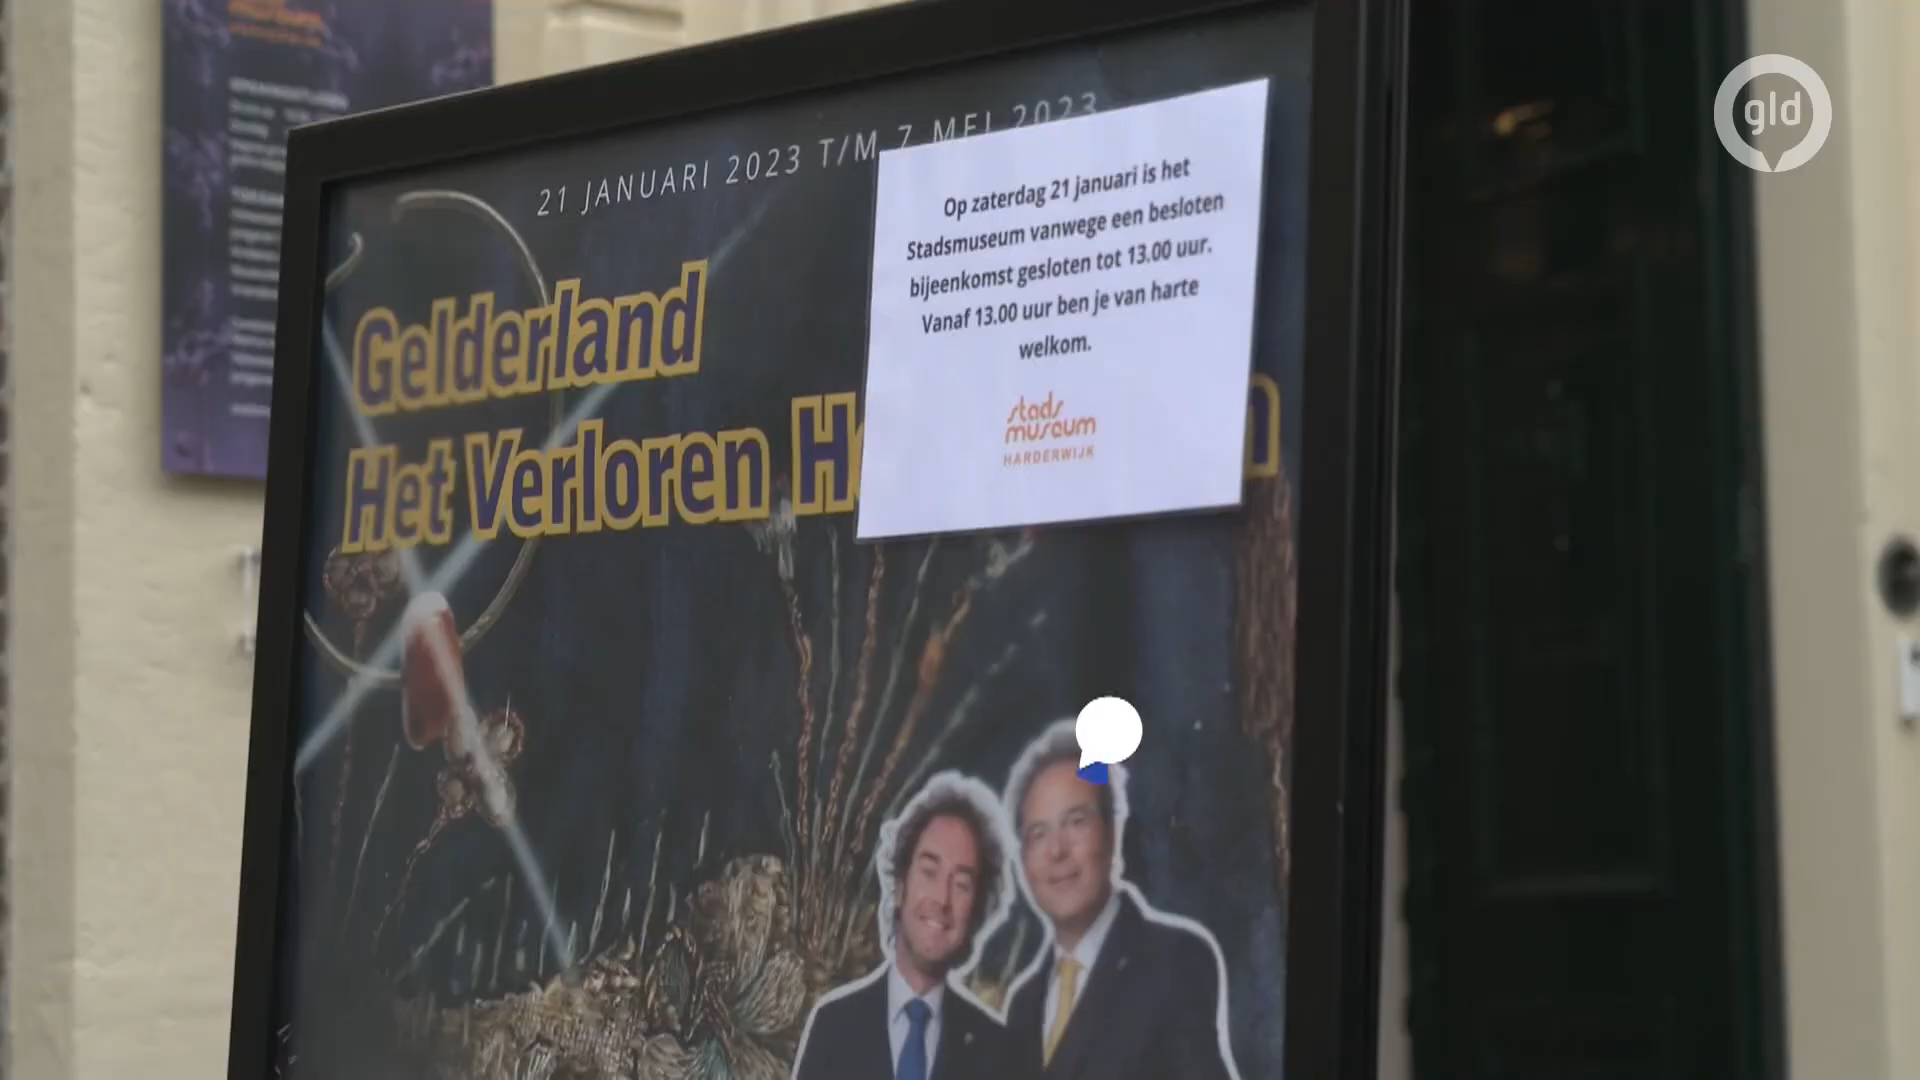 21 JANUARI 2023 T/M 7 MEI 2023
Gelderland
Het Verloren
Op zaterdag 21 januari is het
Stadsmuseum vanwege een besloten
bijeenkomst gesloten tot 13.00 uur.
Vanaf 13.00 uur ben je van harte
welkom.
stads
museum
HARDERWIJK
gld